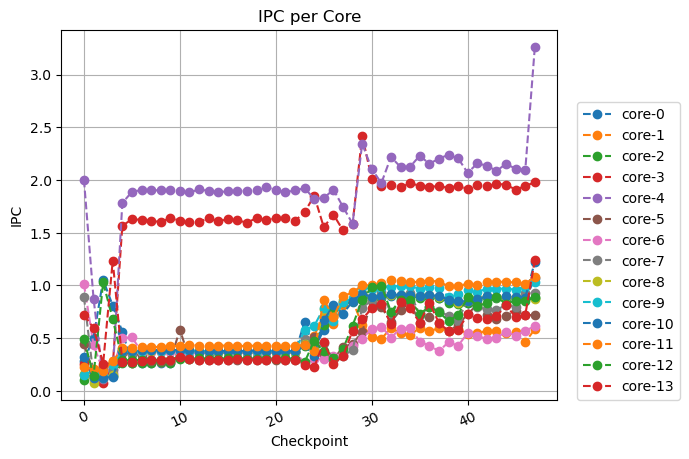 IPC per Core
IPC
3.0
2.5
2.0
1.5
1.0
0.5
0.0
0
10
20
30
40
Checkpoint
core-0
core-1
core-2
core-3
core-4
core-5
core-6
core-7
core-8
core-9
core-10
core-11
core-12
core-13